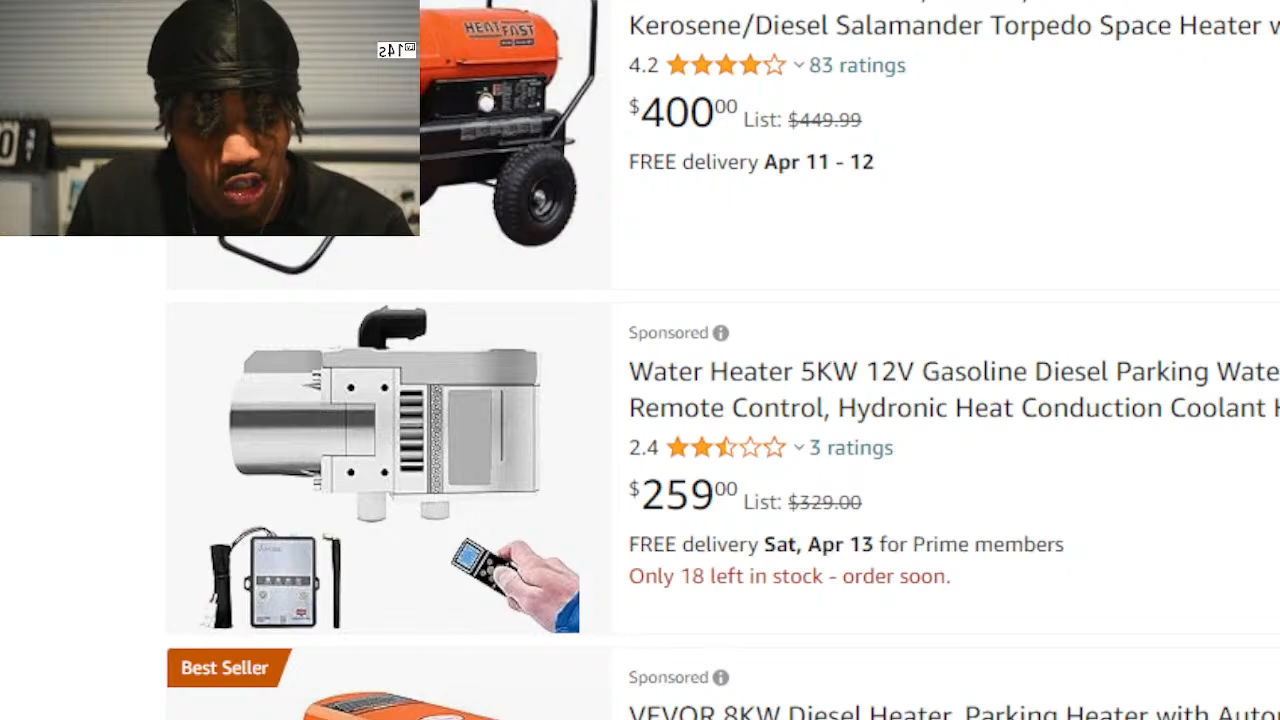 HEAT FAST
Kerosene/Diesel Salamander Torpedo Space Heater
4.2 83 ratings
$400.00 List: $449.99
FREE delivery Apr 11 - 12
Sponsored
Water Heater 5KW 12V Gasoline Diesel Parking Wate
Remote Control, Hydronic Heat Conduction Coolant
2.4 3 ratings
$259.00 List: $329.00
FREE delivery Sat, Apr 13 for Prime members
Only 18 left in stock - order soon.
Best Seller
Sponsored
VEVOR 8KW Diesel Heater, Parking Heater with Auto